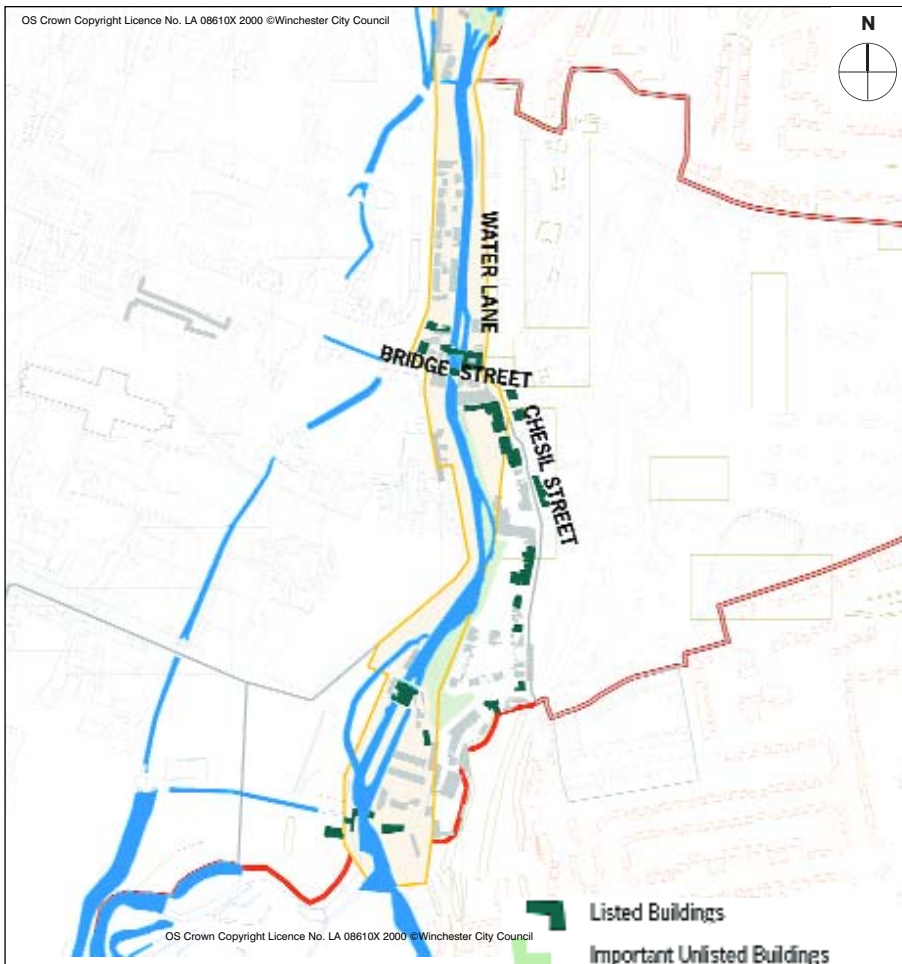 OS Crown Copyright Licence No. LA 08610X 2000 ©Winchester City Council
N
WATER LANE
BRIDGE STREET
CHESIL STREET
Listed Buildings
OS Crown Copyright Licence No. LA 08610X 2000 ©Winchester City Council
Important Unlisted Buildings